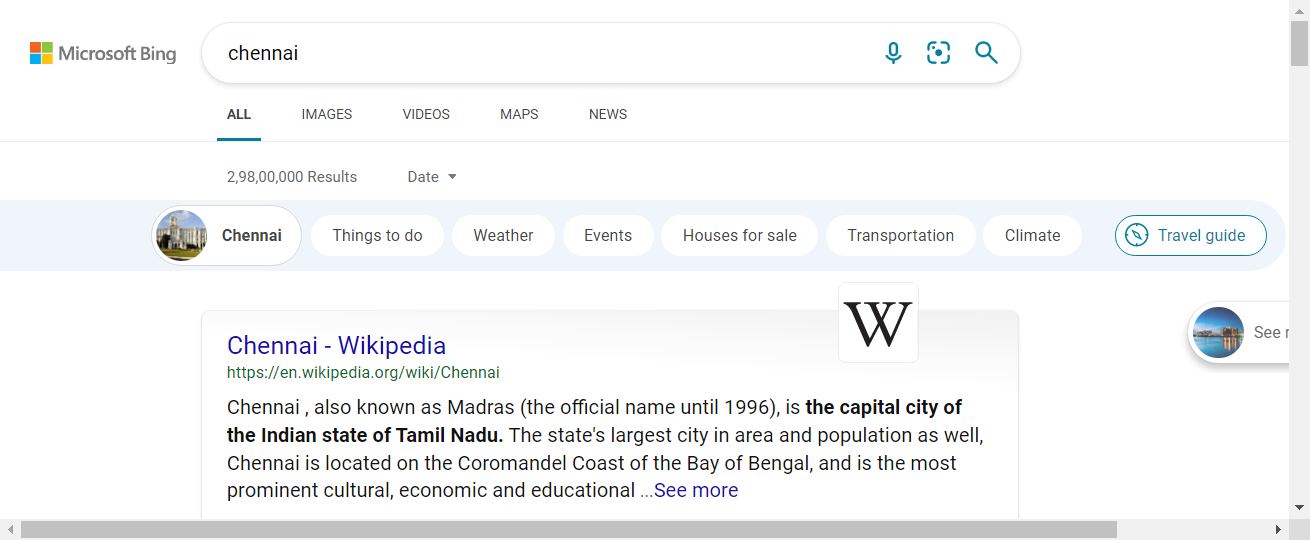 Microsoft Bing
chennai
ALL IMAGES VIDEOS MAPS NEWS
2,98,00,000 Results Date
Chennai Things to do Weather Events Houses for sale Transportation Climate Travel guide
W
See
Chennai - Wikipedia
https://en.wikipedia.org/wiki/Chennai
Chennai , also known as Madras (the official name until 1996), is the capital city of
the Indian state of Tamil Nadu. The state's largest city in area and population as well,
Chennai is located on the Coromandel Coast of the Bay of Bengal, and is the most
prominent cultural, economic and educational ...See more